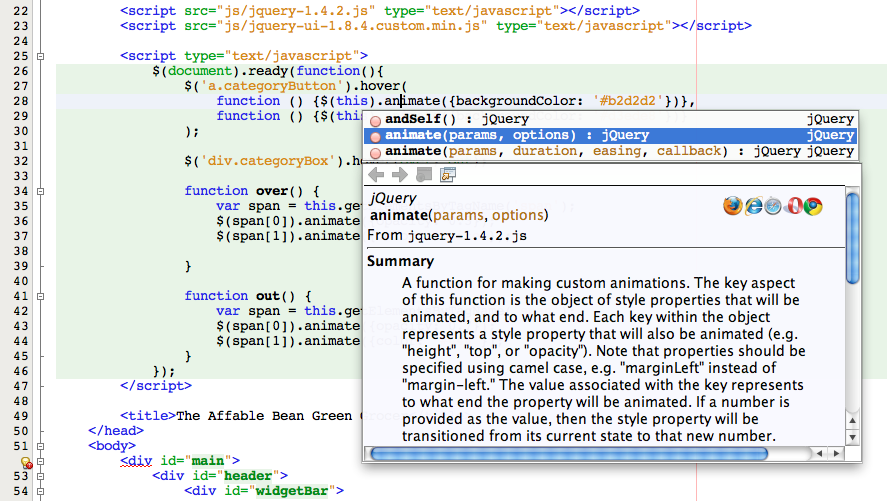 22 <script src="js/jquery-1.4.2.js" type="text/javascript"></script>
23 <script src="js/jquery-ui-1.8.4.custom.min.js" type="text/javascript"></script>
24
25 <script type="text/javascript">
26 $(document).ready(function(){
27 $('a.categoryButton').hover(
28 function () {$(this).animate({backgroundColor: '#b2d2d2'})},
29 function () {$(this
30 );
31
32 $('div.categoryBox').hover(
33
34 function over() {
35 var span = this.get
36 $(span[0]).animate
37 $(span[1]).animate
38
39 }
40
41 function out() {
42 var span = this.get
43 $(span[0]).animate
44 $(span[1]).animate
45 }
46 });
47 </script>
48
49 <title>The Affable Bean Green
50 </head>
51 <body>
<div id="main">
53 <div id="header">
54 <div id="widgetBar">
andSelf() : jQuery jQuery
animate(params, options) : jQuery jQuery
animate(params, duration, easing, callback) : jQuery jQuery
jQuery
animate(params, options)
From jquery-1.4.2.js
Summary
A function for making custom animations. The key aspect
of this function is the object of style properties that will be
animated, and to what end. Each key within the object
represents a style property that will also be animated (e.g.
"height", "top", or "opacity"). Note that properties should be
specified using camel case, e.g. "marginLeft" instead of
"margin-left." The value associated with the key represents
to what end the property will be animated. If a number is
provided as the value, then the style property will be
transitioned from its current state to that new number.